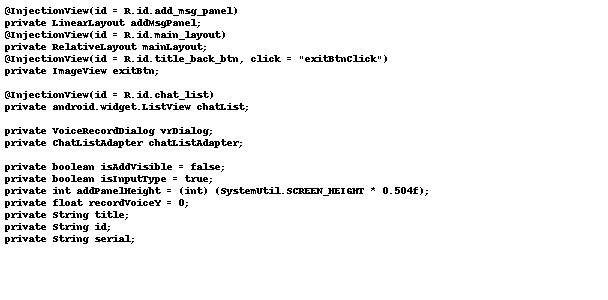 @InjectionView(id = R.id.add_msg_panel)
private LinearLayout addMsgPanel;
@InjectionView(id = R.id.main_layout)
private RelativeLayout mainLayout;
@InjectionView(id = R.id.title_back_btn, click = "exitBtnClick")
private ImageView exitBtn;

@InjectionView(id = R.id.chat_list)
private android.widget.ListView chatList;

private VoiceRecordDialog vrDialog;
private ChatListAdapter chatListAdapter;

private boolean isAddVisible = false;
private boolean isInputType = true;
private int addPanelHeight = (int) (SystemUtil.SCREEN_HEIGHT * 0.504f);
private float recordVoiceY = 0;
private String title;
private String id;
private String serial;